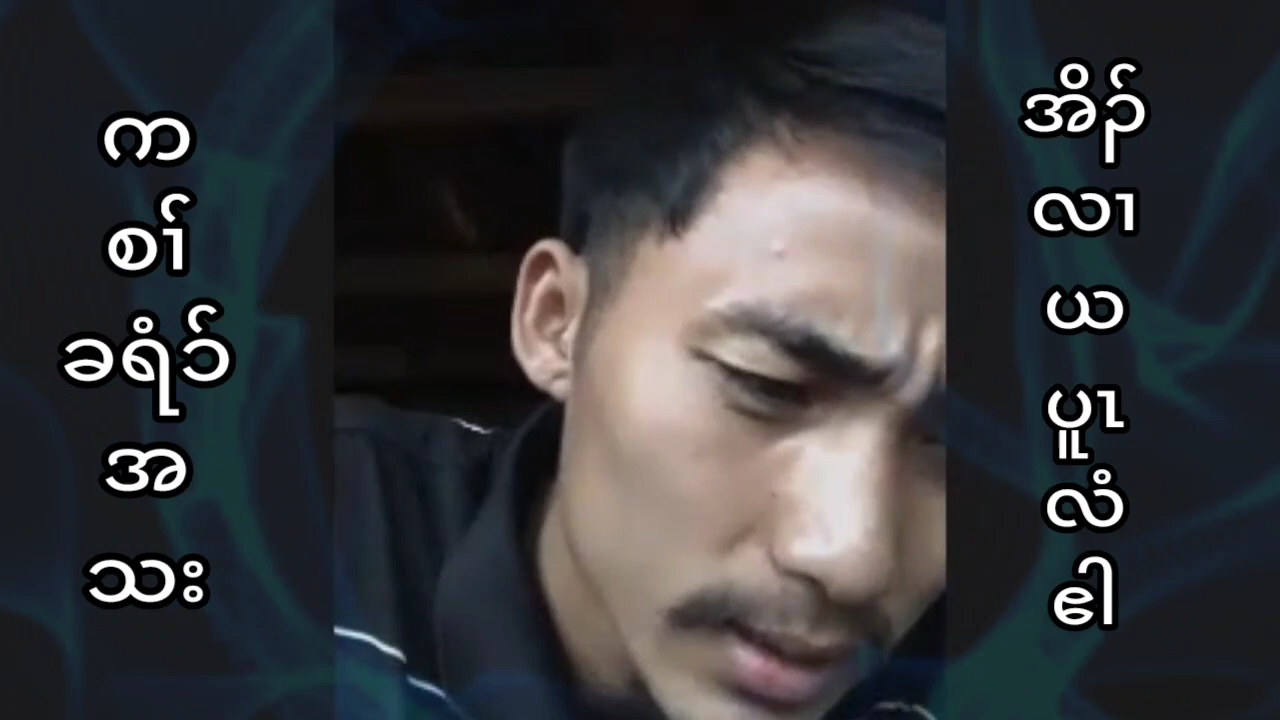 က
စၢ်
ခရံာ်
အ
သး
အိၣ်
လၢ
ယ
ပူၤ
လံ
ဧါ